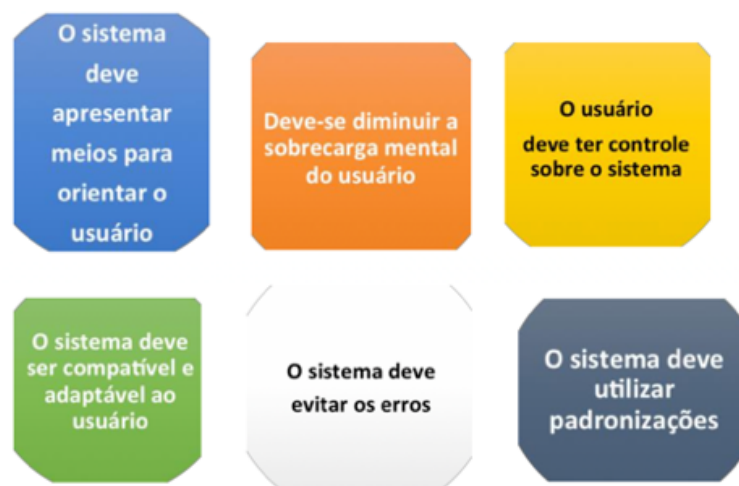 O sistema
deve
apresentar
meios para
orientar o
usuário
Deve-se diminuir a
sobrecarga mental
do usuário
O usuário
deve ter controle
sobre o sistema
O sistema deve
ser compatível e
adaptável ao
usuário
O sistema deve
evitar os erros
O sistema deve
utilizar
padronizações